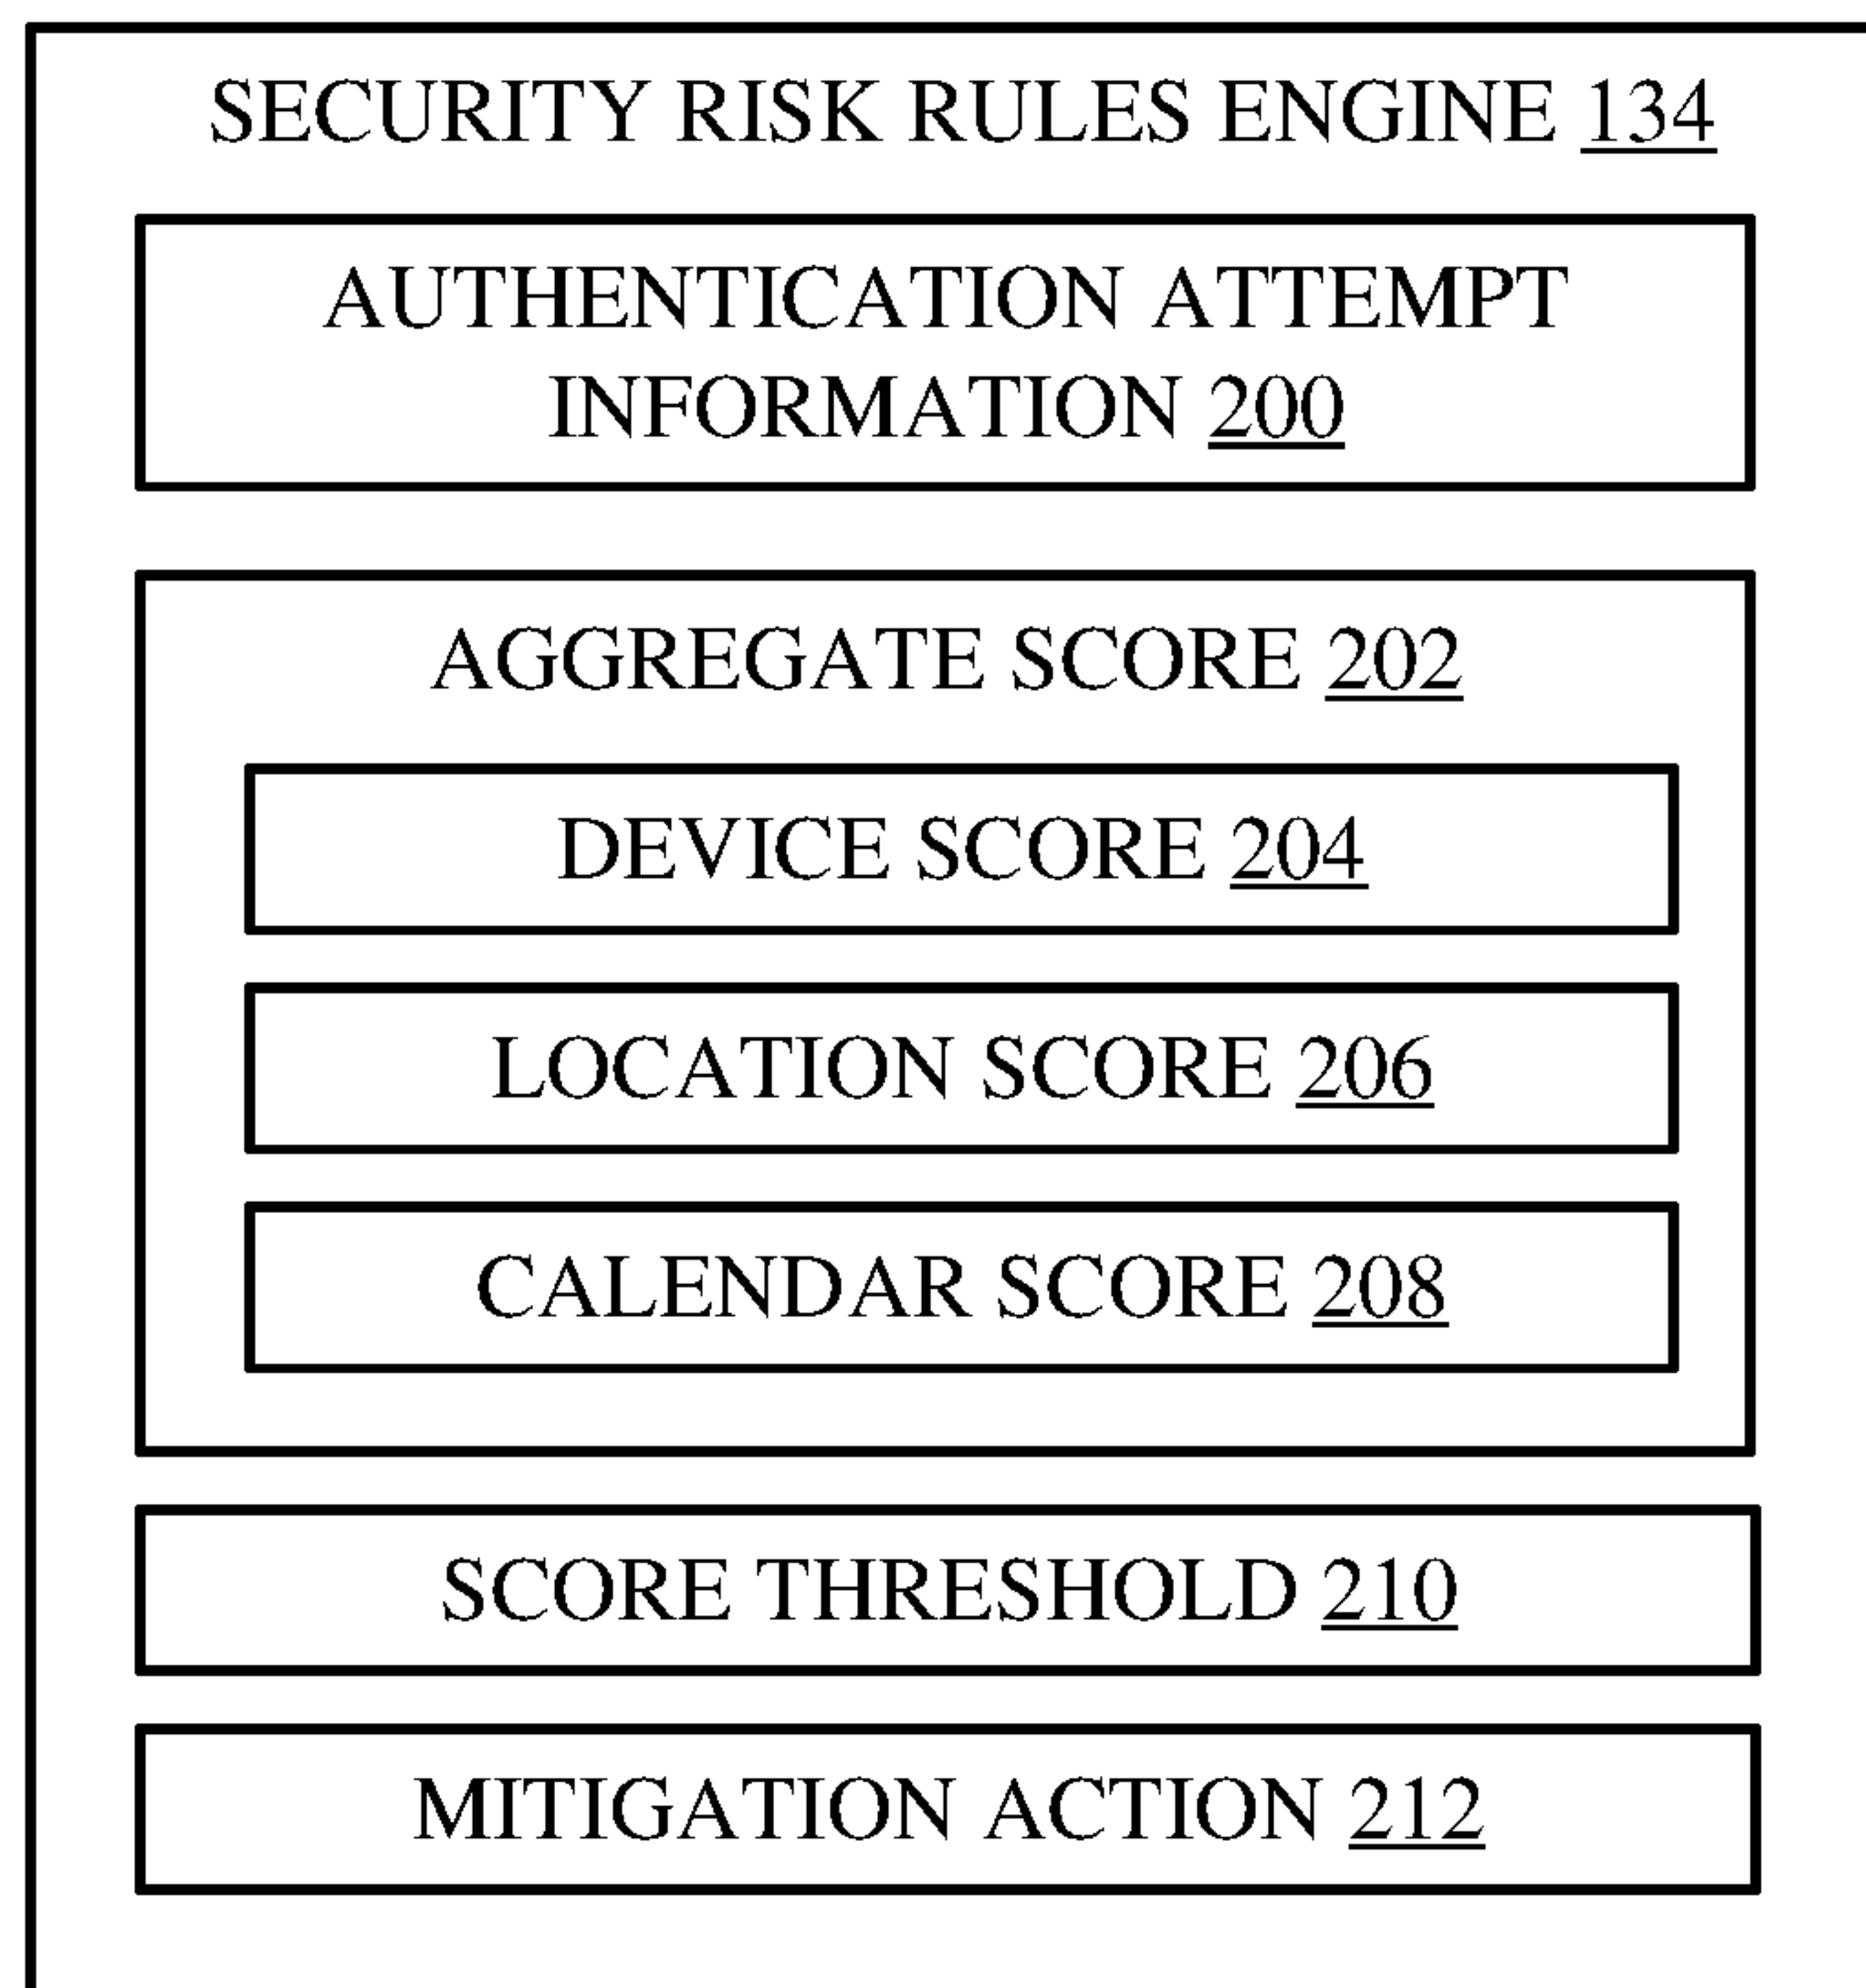 SECURITY RISK RULES ENGINE 134
AUTHENTICATION ATTEMPT
INFORMATION 200
AGGREGATE SCORE 202
DEVICE SCORE 204
LOCATION SCORE 206
CALENDAR SCORE 208
SCORE THRESHOLD 210
MITIGATION ACTION 212